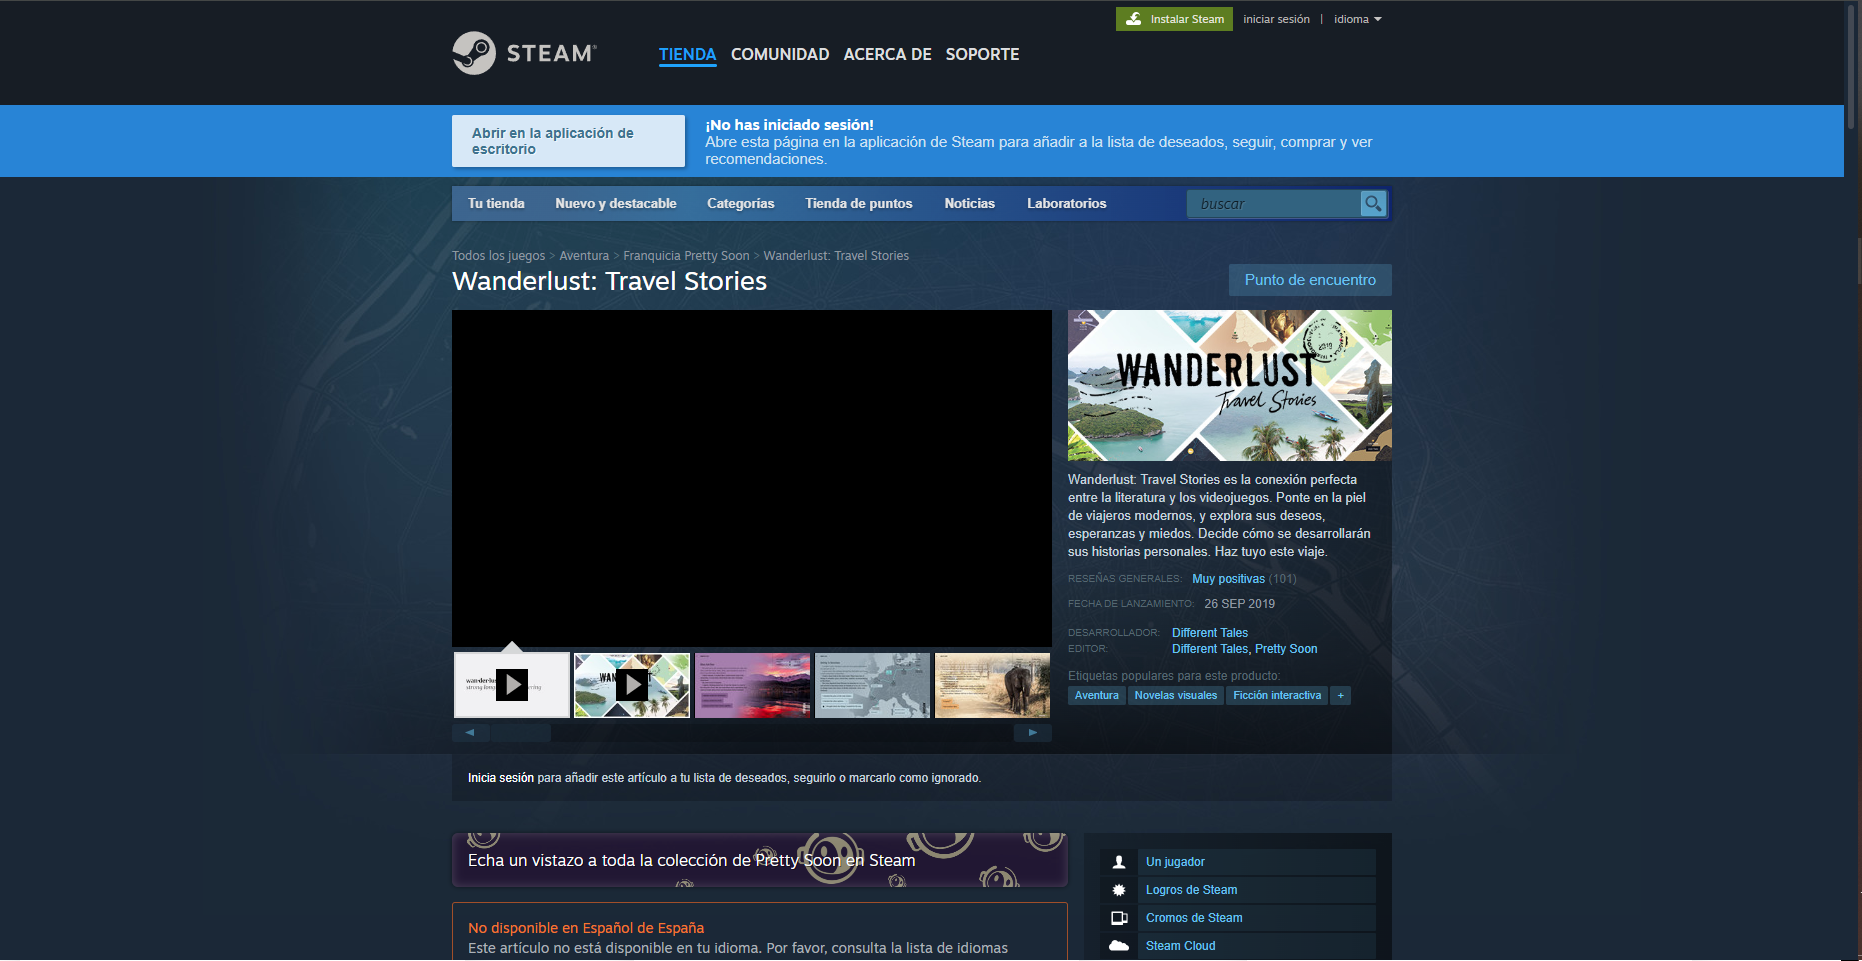 Instalar Steam
iniciar sesión | idioma
STEAM
TIENDA COMUNIDAD ACERCA DE SOPORTE
Abrir en la aplicación de
escritorio
¡No has iniciado sesión!
Abre esta página en la aplicación de Steam para añadir a la lista de deseados, seguir, comprar y ver
recomendaciones.
Tu tienda Nuevo y destacable Categorías Tienda de puntos Noticias Laboratorios
buscar
Todos los juegos > Aventura > Franquicia Pretty Soon > Wanderlust: Travel Stories
Wanderlust: Travel Stories
Punto de encuentro
WANDERLUST
Travel Stories
Wanderlust: Travel Stories es la conexión perfecta
entre la literatura y los videojuegos. Ponte en la piel
de viajeros modernos, y explora sus deseos,
esperanzas y miedos. Decide cómo se desarrollarán
sus historias personales. Haz tuyo este viaje.
RESEÑAS GENERALES: Muy positivas (101)
FECHA DE LANZAMIENTO: 26 SEP 2019
DESARROLLADOR: Different Tales
EDITOR: Different Tales, Pretty Soon
Etiquetas populares para este producto:
Aventura Novelas visuales Ficción interactiva +
Inicia sesión para añadir este artículo a tu lista de deseados, seguirlo o marcarlo como ignorado.
Echa un vistazo a toda la colección de Pretty Soon en Steam
No disponible en Español de España
Este artículo no está disponible en tu idioma. Por favor, consulta la lista de idiomas
Un jugador
Logros de Steam
Cromos de Steam
Steam Cloud